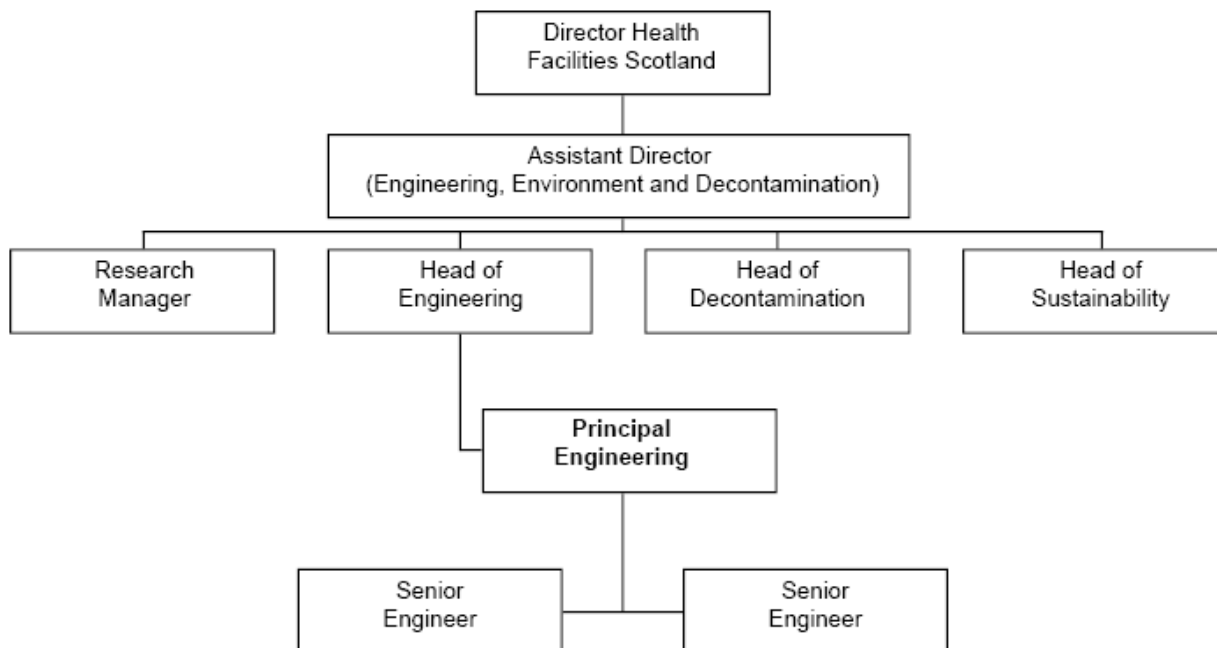 Director Health
Facilities Scotland
Assistant Director
(Engineering, Environment and Decontamination)
Research
Manager
Head of
Engineering
Head of
Decontamination
Head of
Sustainability
Principal
Engineering
Senior
Engineer
Senior
Engineer